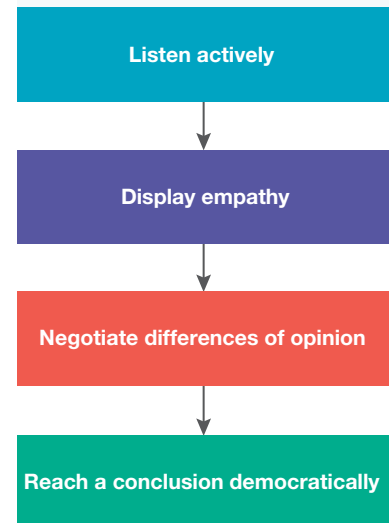 Listen actively
Display empathy
Negotiate differences of opinion
Reach a conclusion democratically